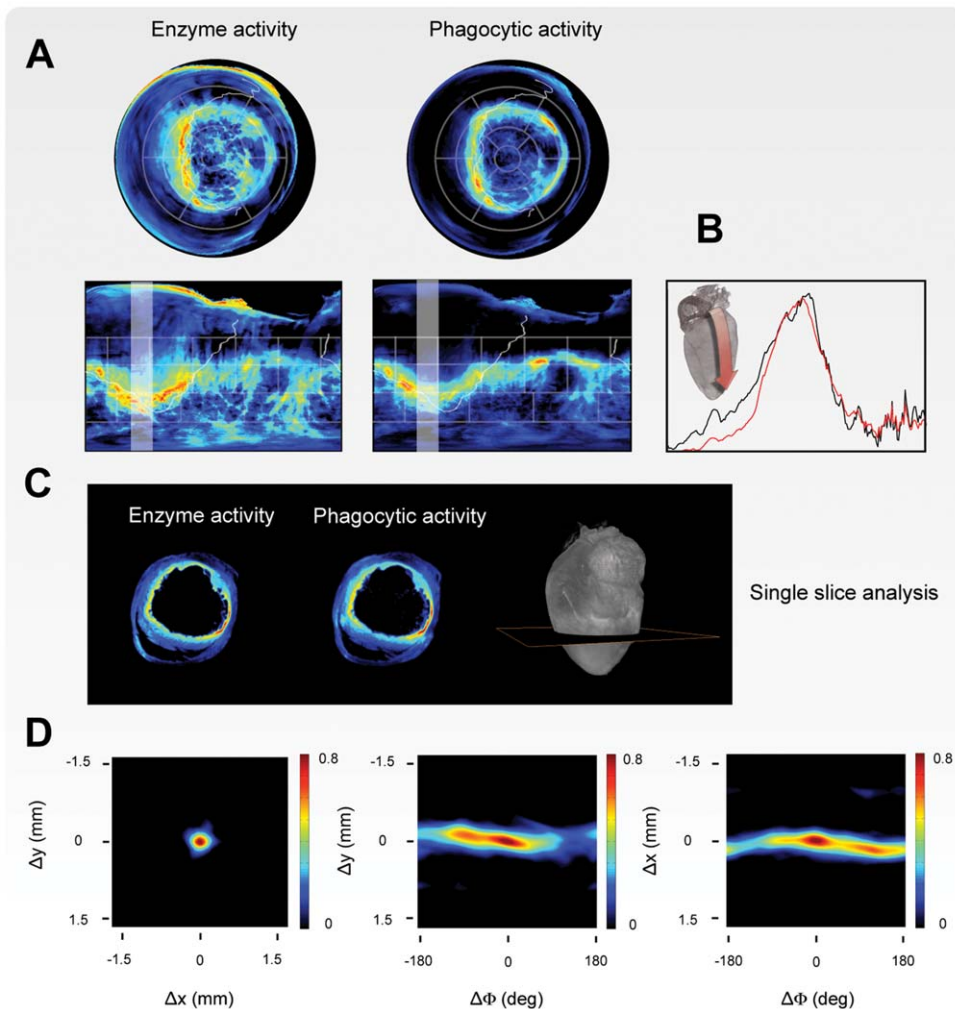 A
Enzyme activity
Phagocytic activity
B
C
Enzyme activity
Phagocytic activity
Single slice analysis
D
-1.5
0
1.5
Δy (mm)
-1.5
0
1.5
Δx (mm)
0.8
0
-1.5
0
1.5
Δy (mm)
-180
0
180
ΔΦ (deg)
0.8
0
-1.5
0
1.5
Δx (mm)
-180
0
180
ΔΦ (deg)
0.8
0